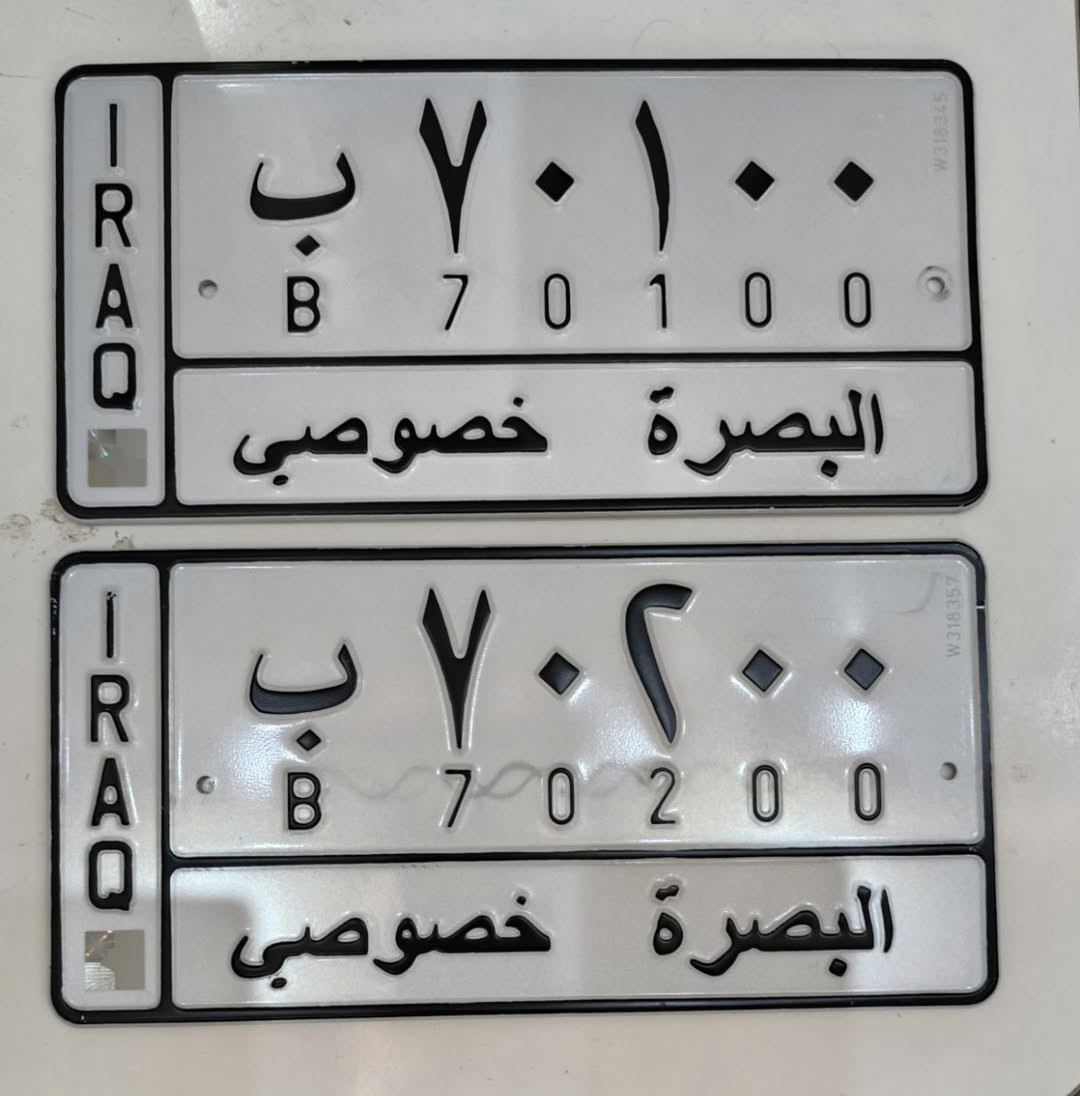 IRAQ
ب ٧٠١٠٠
W318345
B 70100
البصرة خصوصي
IRAQ
ب ٧٠٢٠٠
W318357
B 70200
البصرة خصوصي